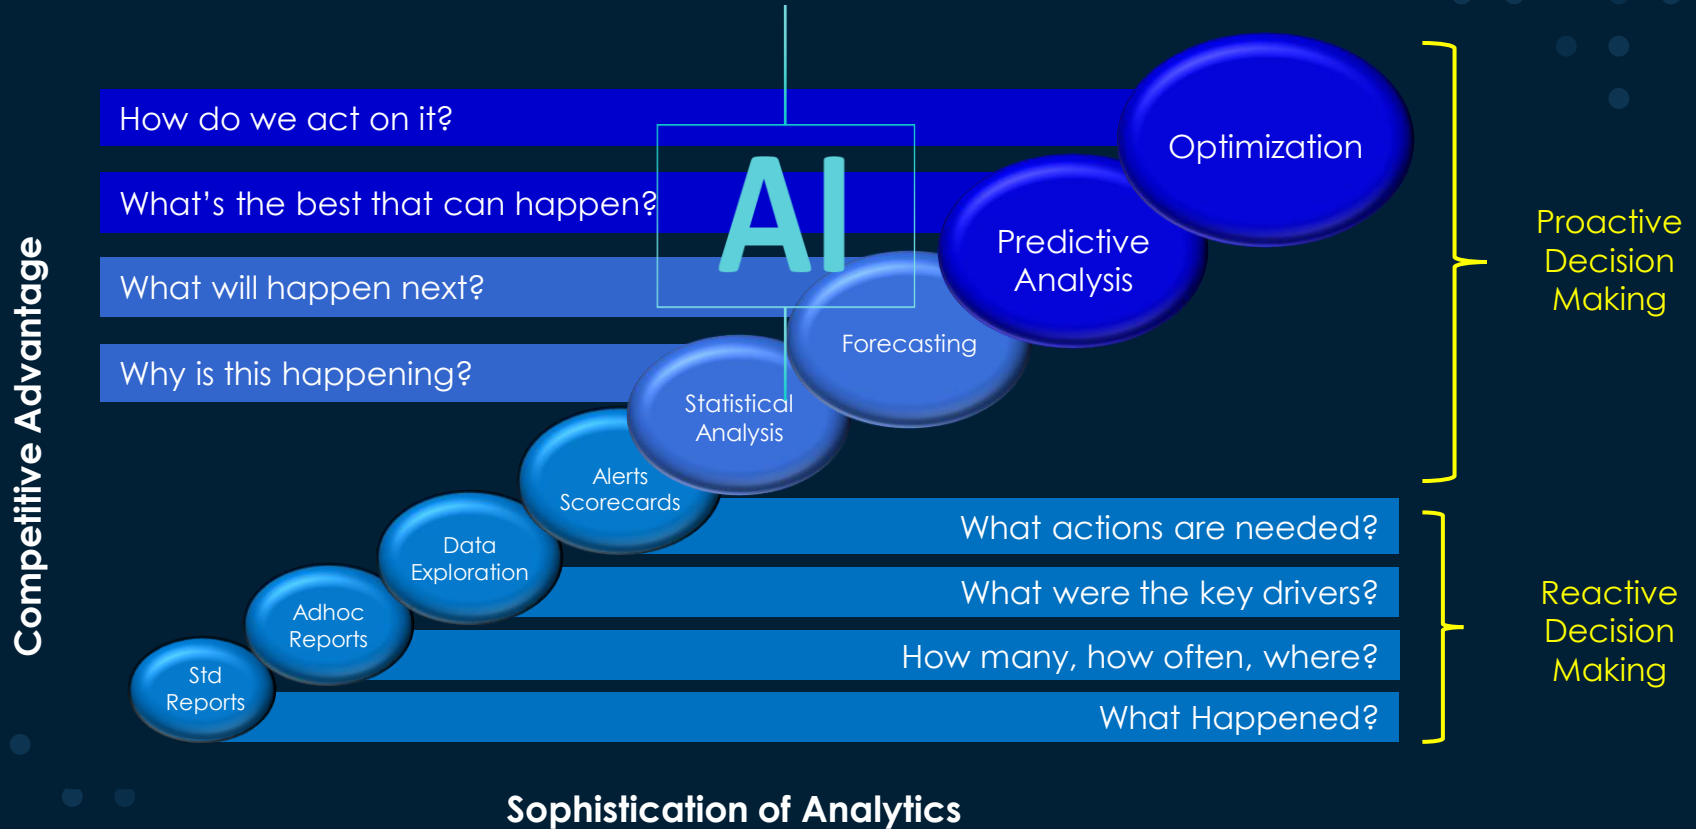 How do we act on it?
What's the best that can happen?
What will happen next?
Why is this happening?
AI
Optimization
Predictive
Analysis
Forecasting
Statistical
Analysis
Alerts
Scorecards
Data
Exploration
Adhoc
Reports
Std
Reports
What actions are needed?
What were the key drivers?
How many, how often, where?
What Happened?
Proactive
Decision
Making
Reactive
Decision
Making
Competitive Advantage
Sophistication of Analytics